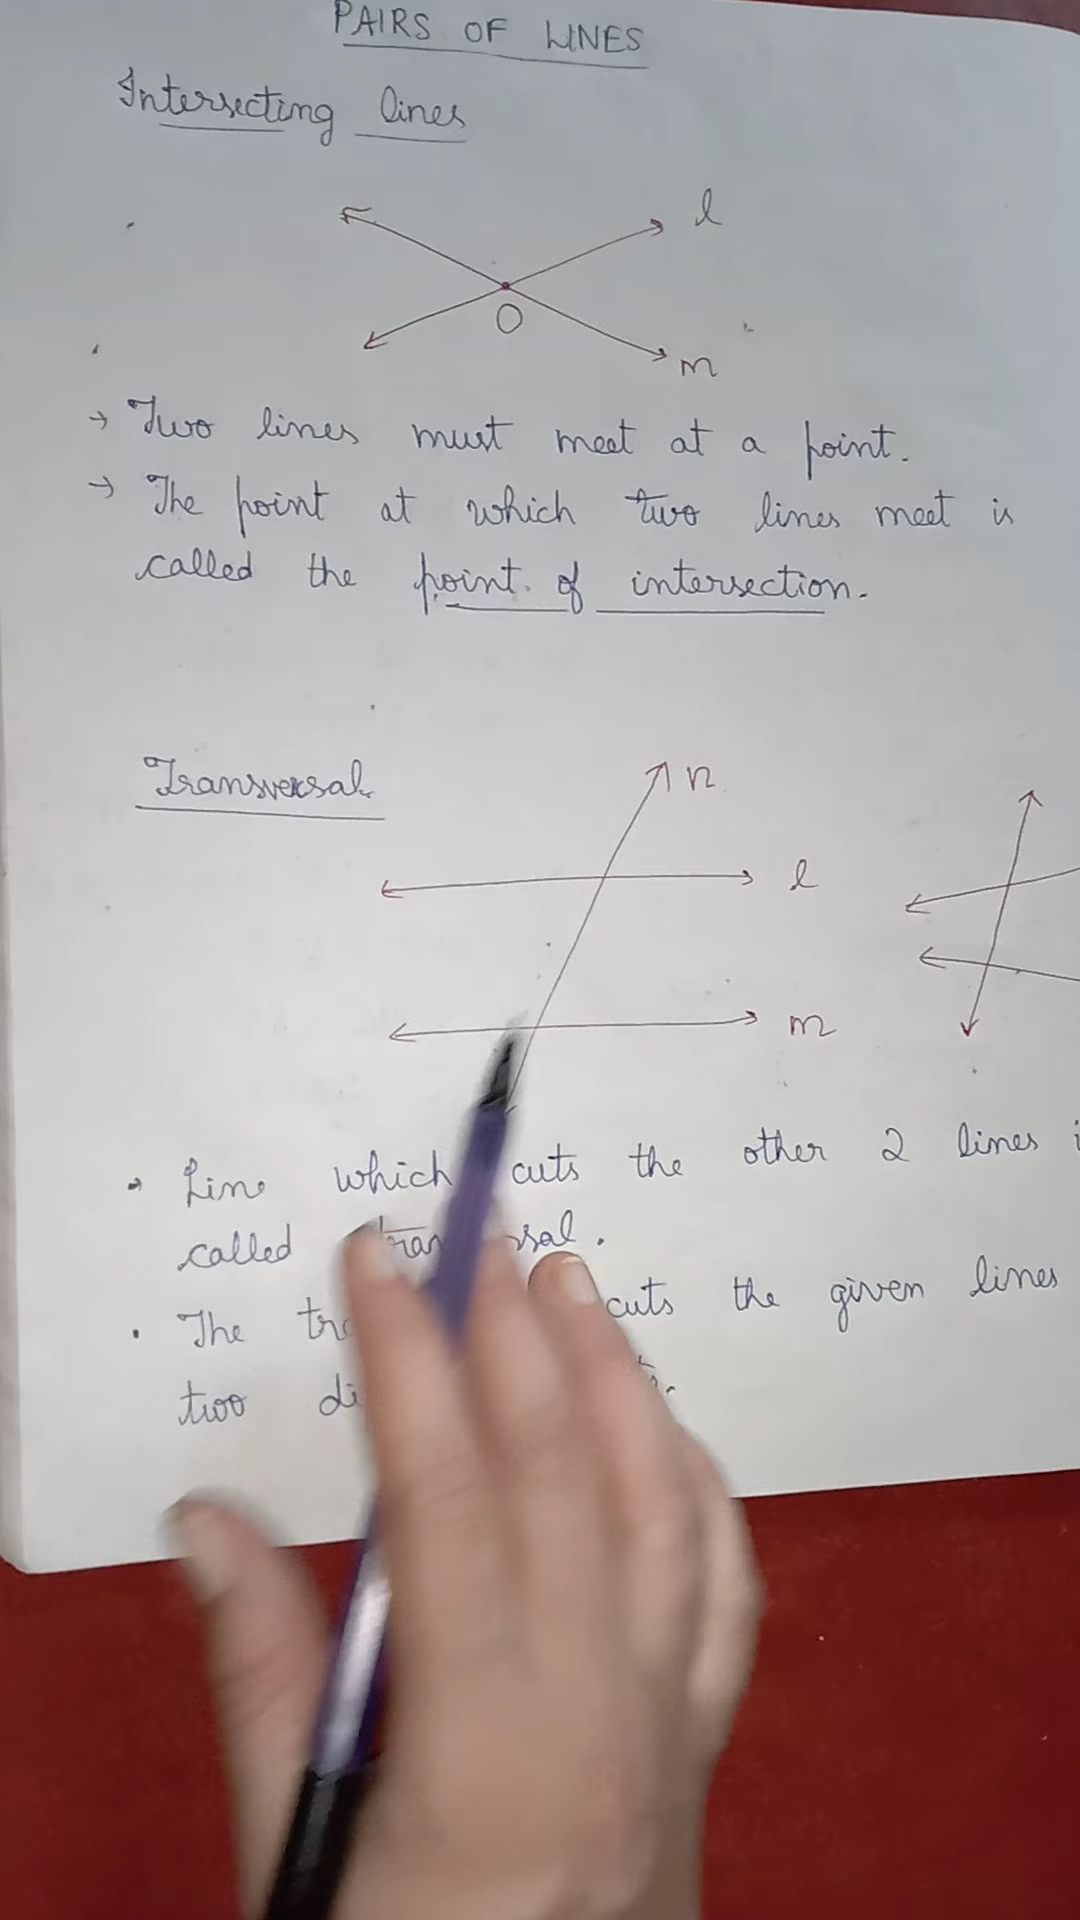 PAIRS OF LINES
Intersecting lines
l
O
m
→ Two lines must meet at a point.
→ The point at which two lines meet is
called the point of intersection.
Transversal
n
l
m
Line which cuts the other 2 lines
called
The cuts the given lines
two